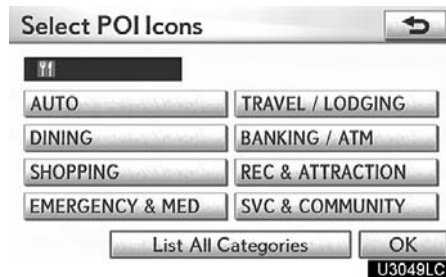 Select POI Icons
AUTO
TRAVEL / LODGING
DINING
BANKING / ATM
SHOPPING
REC & ATTRACTION
EMERGENCY & MED
SVC & COMMUNITY
List All Categories
OK
U3049LC